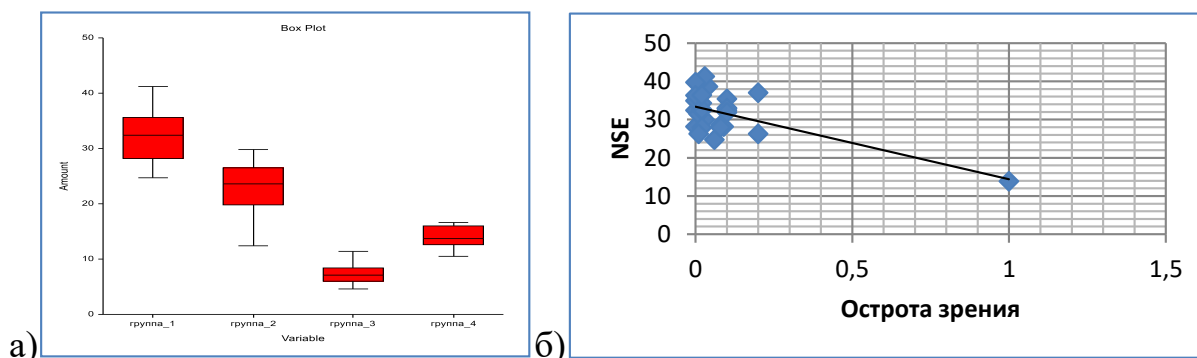 Box Plot
50
40
30
20
10
0
Amount
группа_1 группа_2 группа_3 группа_4
Variable
а)
50
40
30
20
10
0
NSE
0 0,5 1 1,5
Острота зрения
б)